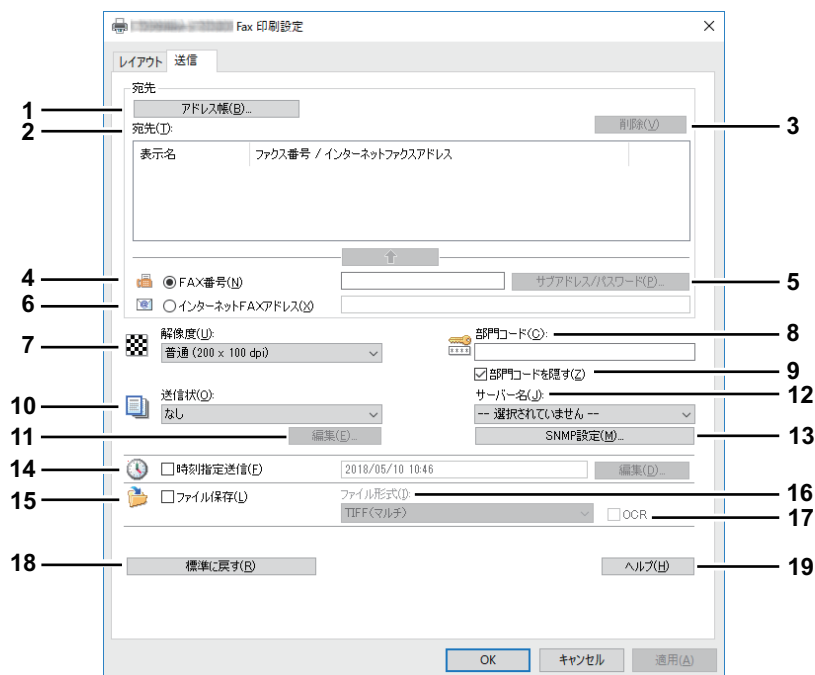 Fax 印刷設定
レイアウト 送信
宛先
1 アドレス帳(B)...
2 宛先(T): 削除(V) 3
表示名 ファクス番号 / インターネットファクスアドレス
4 FAX番号(N) サブアドレス/パスワード(P)... 5
6 インターネットFAXアドレス(X)
7 解像度(U): 部門コード(C): 8
普通 (200 x 100 dpi)
部門コードを隠す(Z) 9
10 送信状(O): サーバー名(J): 12
なし -- 選択されていません --
11 編集(E)... SNMP設定(M)... 13
14 時刻指定送信(F) 2018/05/10 10:46 編集(D)...
15 ファイル保存(L) ファイル形式(I): 16
TIFF(マルチ) OCR 17
18 標準に戻す(R) ヘルプ(H) 19
OK キャンセル 適用(A)